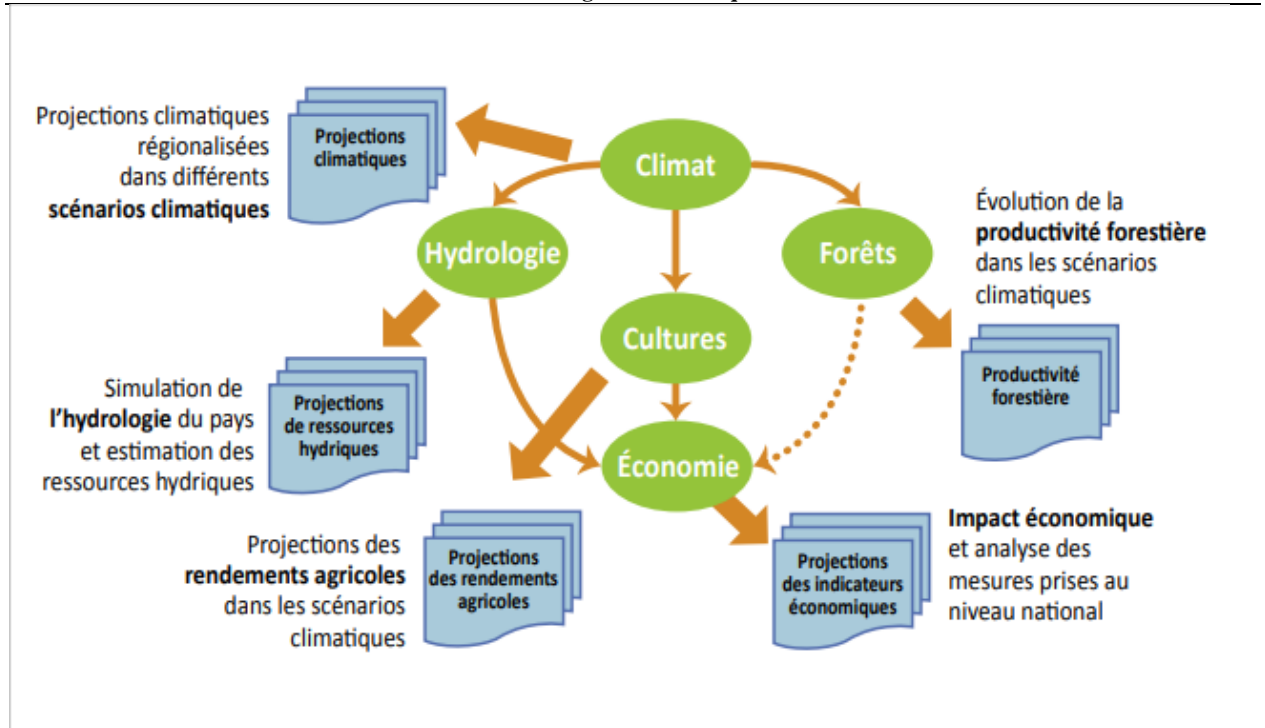 Projections climatiques
régionalisées
dans différents
scénarios climatiques
Projections
climatiques
Climat
Hydrologie
Forêts
Évolution de la
productivité forestière
dans les scénarios
climatiques
Cultures
Productivité
forestière
Simulation de
l'hydrologie du pays
et estimation des
ressources hydriques
Projections
de ressources
hydriques
Économie
Projections des
rendements agricoles
dans les scénarios
climatiques
Projections
des rendements
agricoles
Projections
des indicateurs
économiques
Impact économique
et analyse des
mesures prises au
niveau national